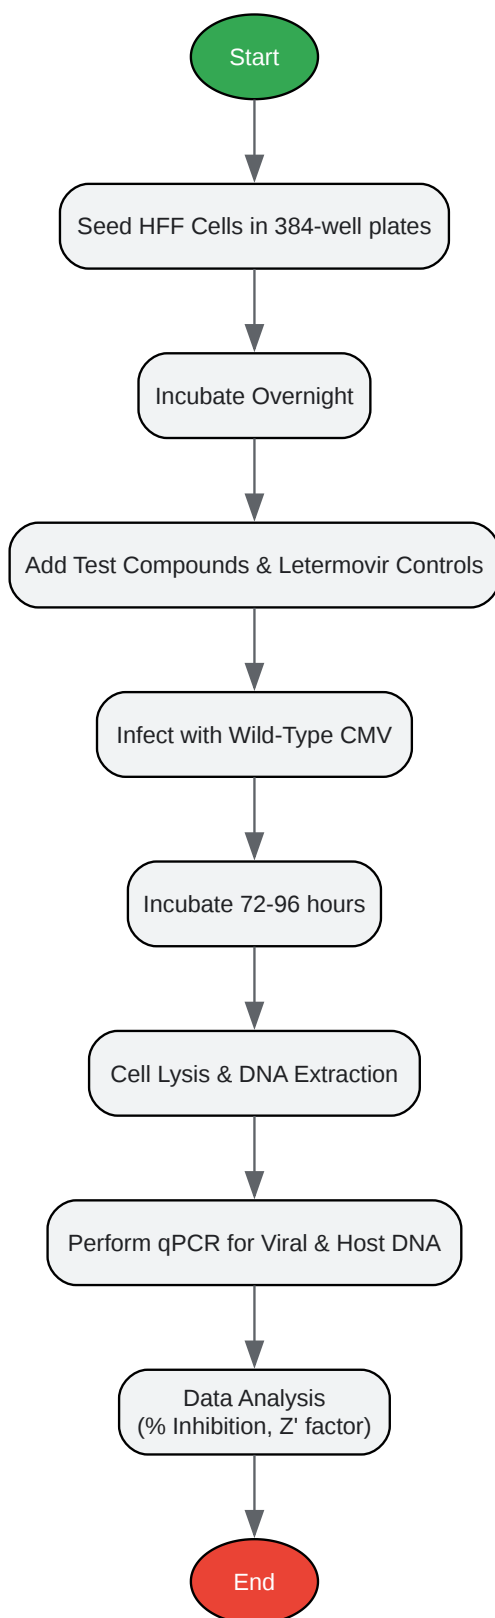 Start
Seed HFF Cells in 384-well plates
Incubate Overnight
Add Test Compounds & Letermovir Controls
Infect with Wild-Type CMV
Incubate 72-96 hours
Cell Lysis & DNA Extraction
Perform qPCR for Viral & Host DNA
Data Analysis
(% Inhibition, Z' factor)
End